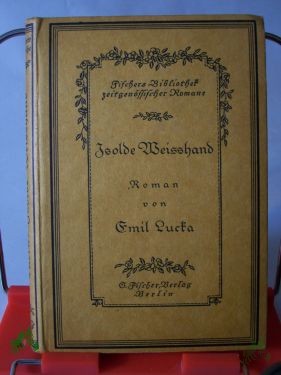 Fischers Bibliothek
zeitgenössischer Romane
Isolde Weisshand
Roman
von
Emil Lucka
S. Fischer, Verlag
Berlin